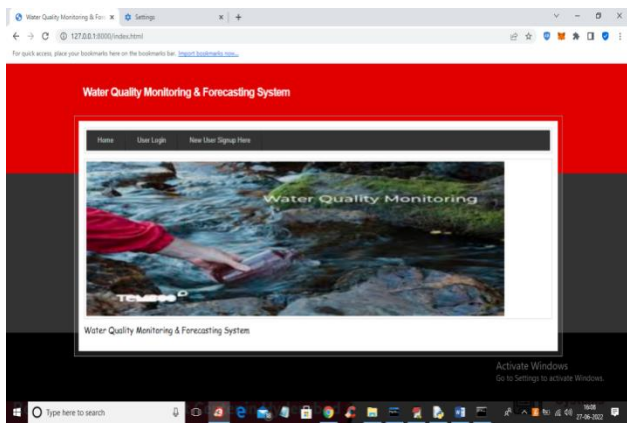 Water Quality Monitoring & For
Settings
127.0.0.1:8000/index.html
For quick access, place your bookmarks here on the bookmarks bar. Import bookmarks now...
Water Quality Monitoring & Forecasting System
Home User Login New User Signup Here
Water Quality Monitoring
Water Quality Monitoring & Forecasting System
Activate Windows
Go to Settings to activate Windows.
Type here to search
16:08
27-06-2022